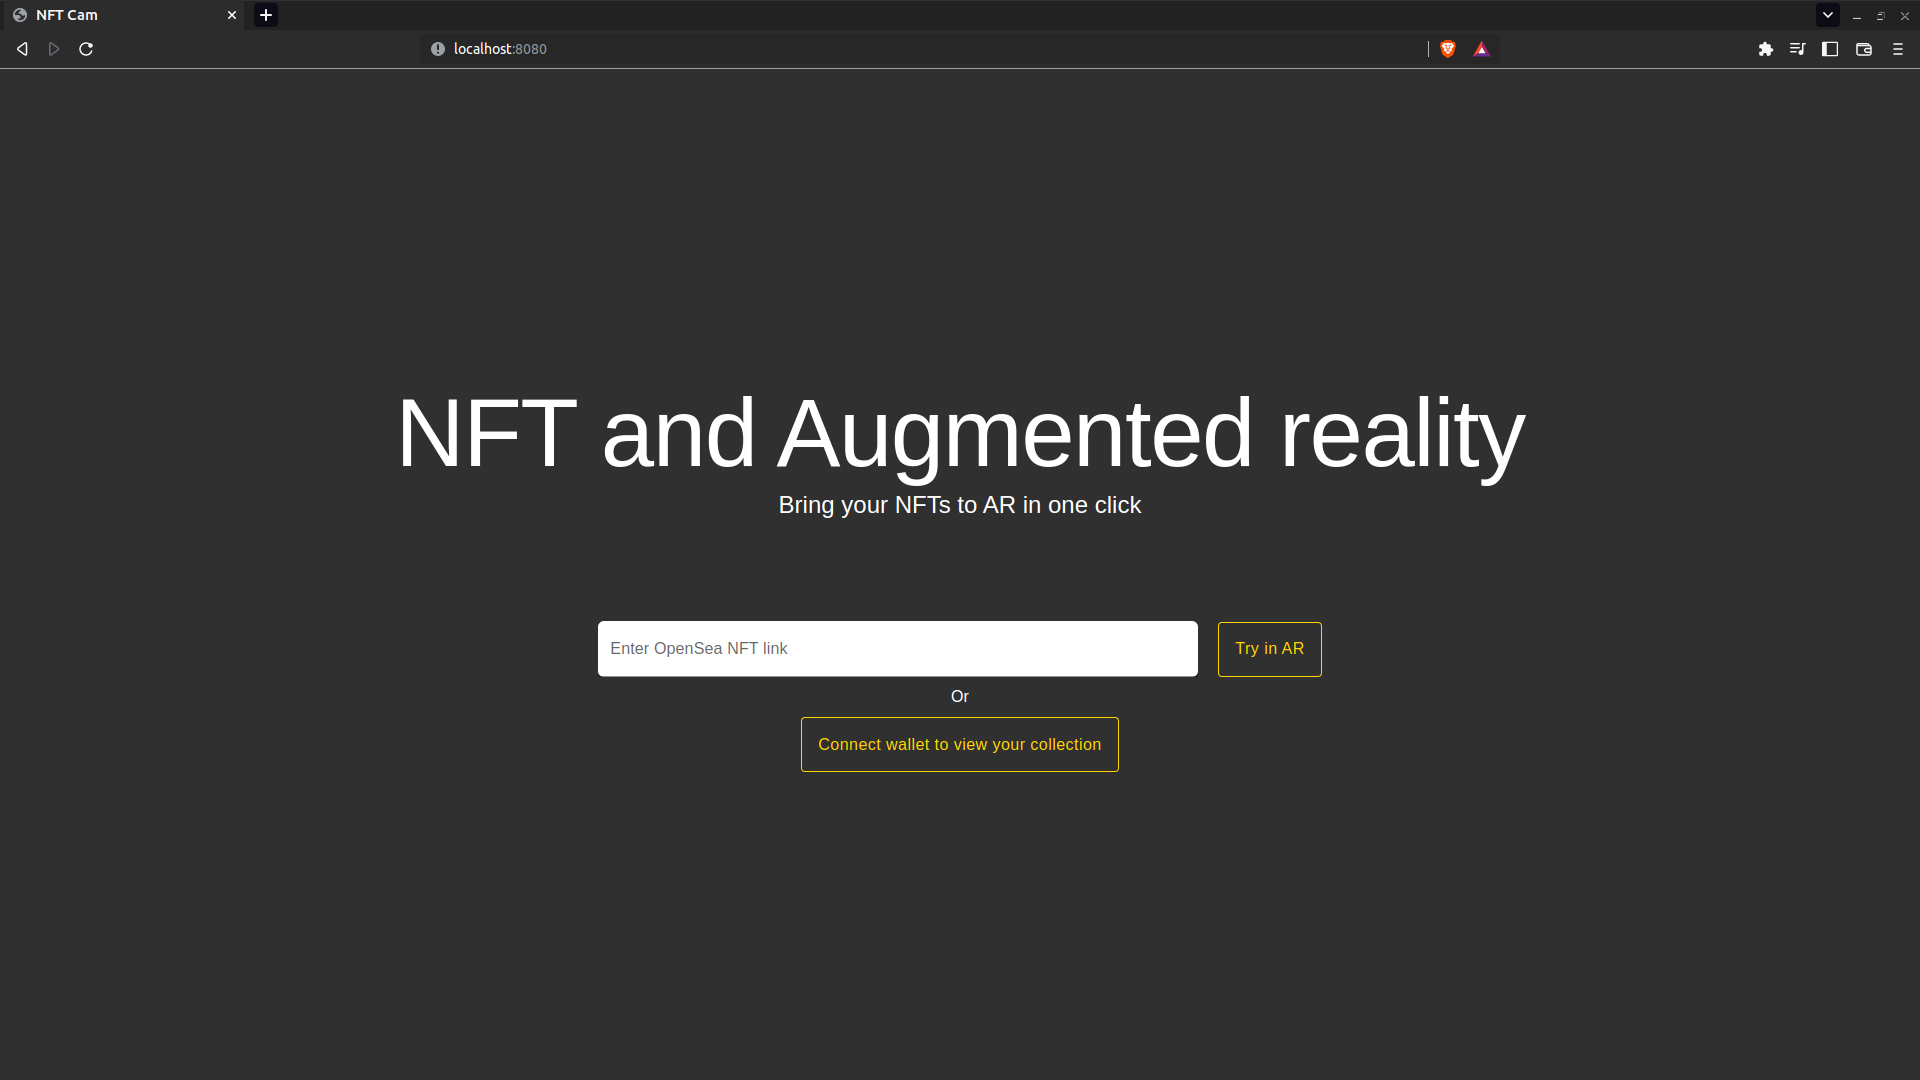 NFT Cam
localhost:8080
NFT and Augmented reality
Bring your NFTs to AR in one click
Enter OpenSea NFT link
Try in AR
Or
Connect wallet to view your collection